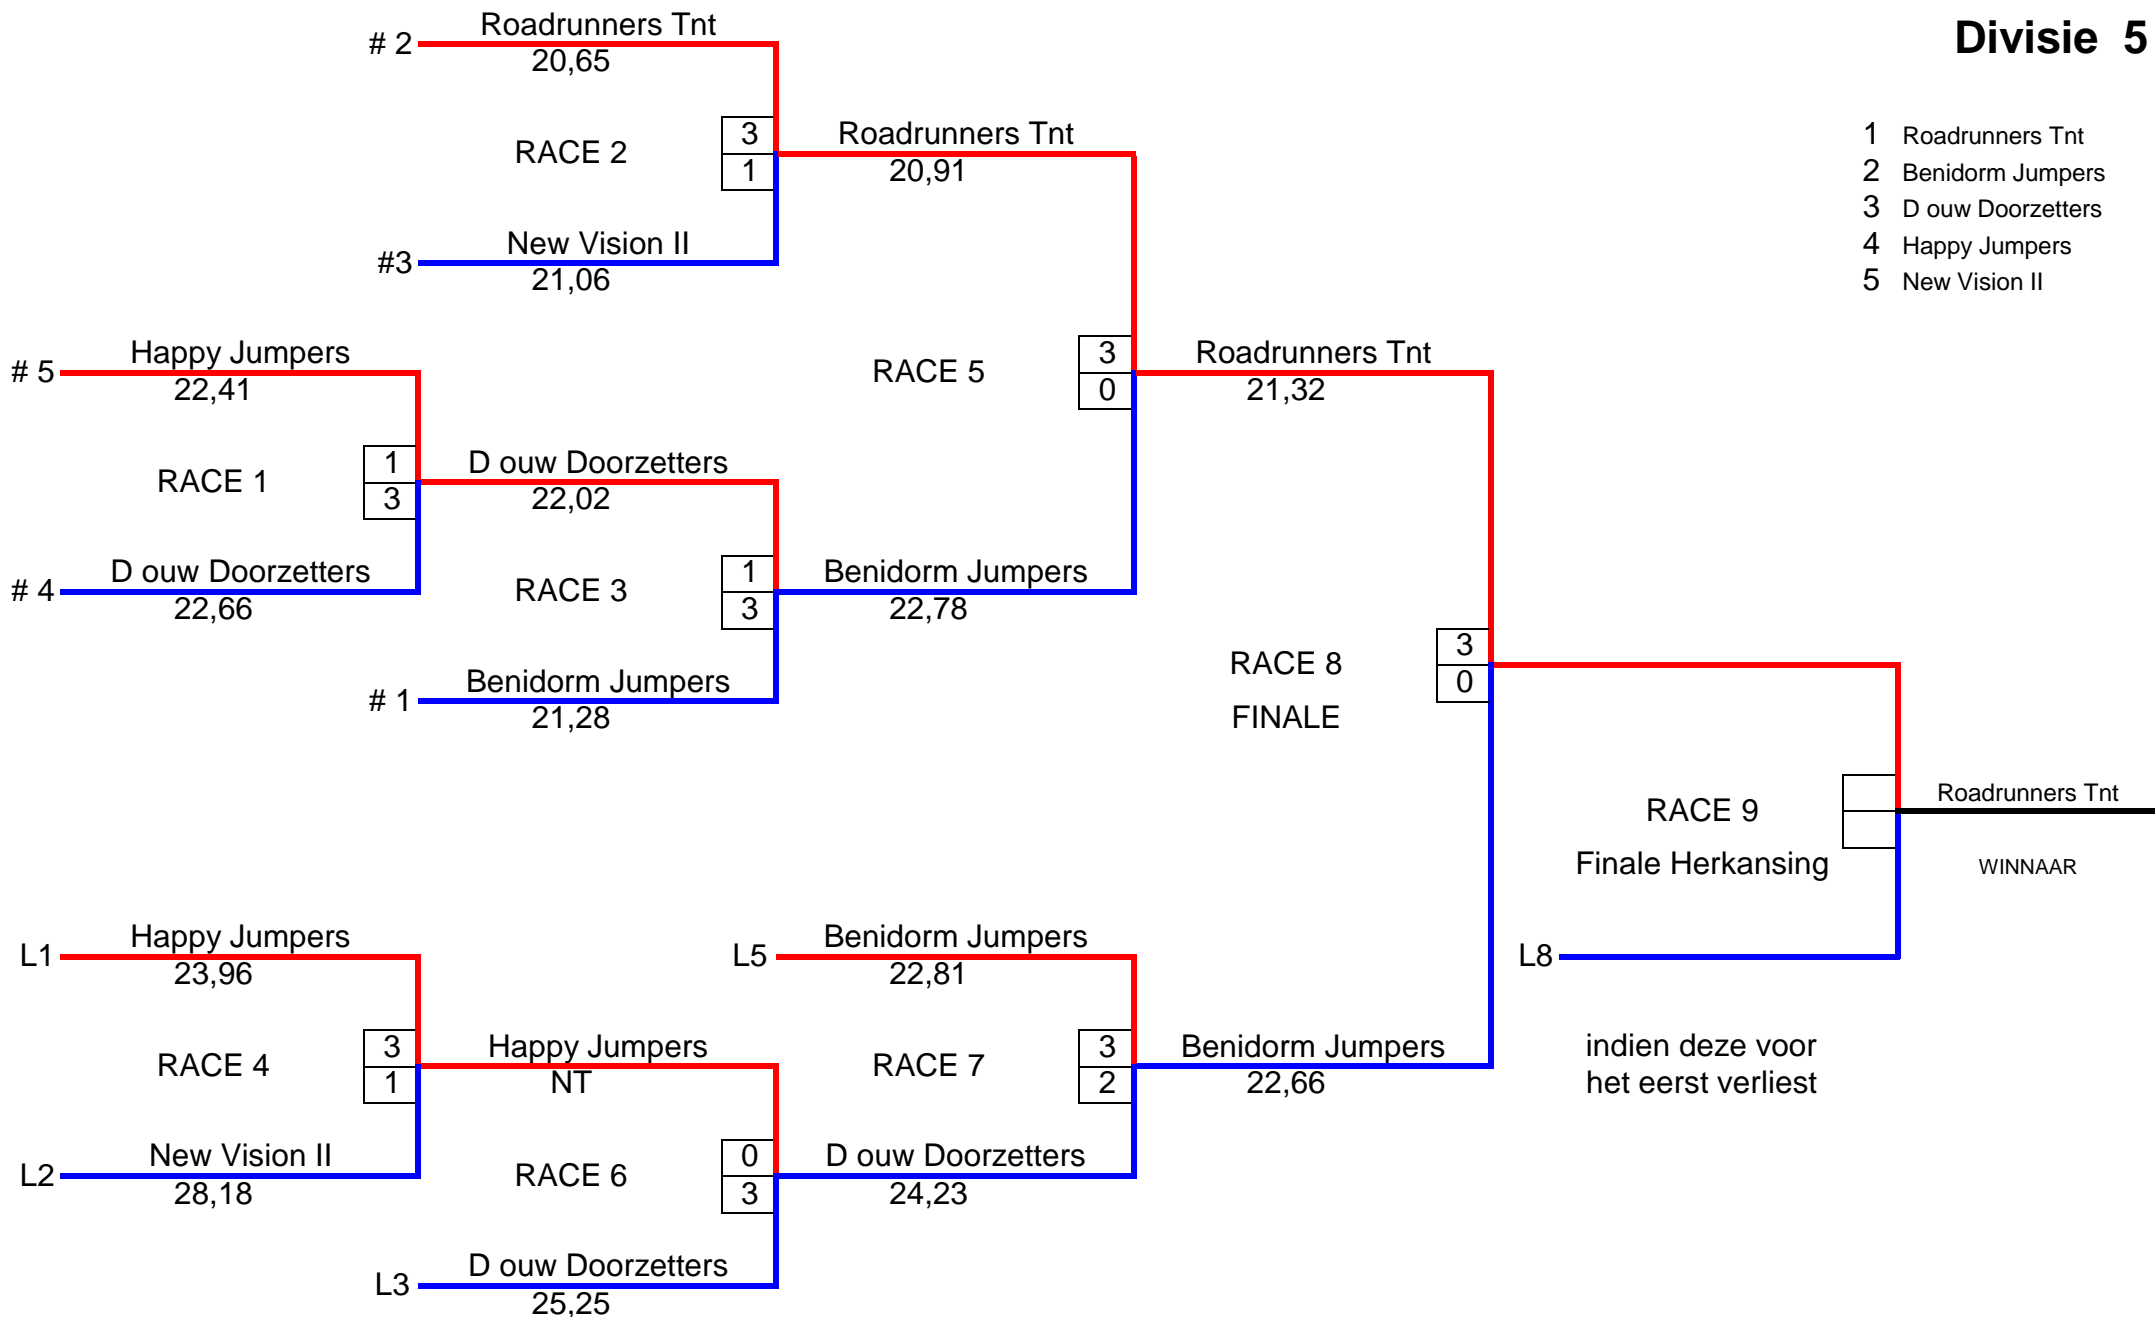 Divisie  5
1 Roadrunners Tnt
2 Benidorm Jumpers
3 D ouw Doorzetters
4 Happy Jumpers
5 New Vision II
# 2
Roadrunners Tnt
20,65
RACE 2
3
1
#3
New Vision II
21,06
Roadrunners Tnt
20,91
# 5
Happy Jumpers
22,41
RACE 1
1
3
# 4
D ouw Doorzetters
22,66
D ouw Doorzetters
22,02
RACE 3
1
3
# 1
Benidorm Jumpers
21,28
RACE 5
3
0
Benidorm Jumpers
22,78
Roadrunners Tnt
21,32
RACE 8
FINALE
3
0
RACE 9
Finale Herkansing
Roadrunners Tnt
WINNAAR
L8
indien deze voor
het eerst verliest
L1
Happy Jumpers
23,96
RACE 4
3
1
L2
New Vision II
28,18
Happy Jumpers
NT
RACE 6
0
3
L3
D ouw Doorzetters
25,25
L5
Benidorm Jumpers
22,81
RACE 7
3
2
D ouw Doorzetters
24,23
Benidorm Jumpers
22,66